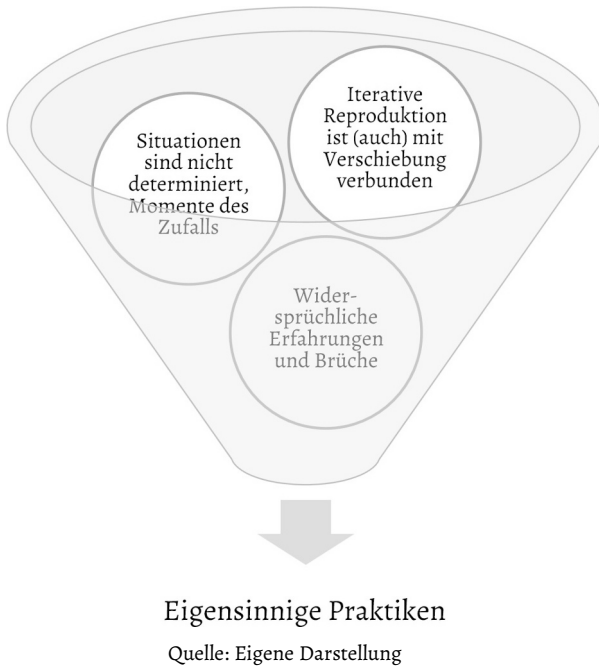 Situationen
sind nicht
determiniert,
Momente des
Zufalls
Iterative
Reproduktion
ist (auch) mit
Verschiebung
verbunden
Wider-
sprüchliche
Erfahrungen
und Brüche
Eigensinnige Praktiken
Quelle: Eigene Darstellung